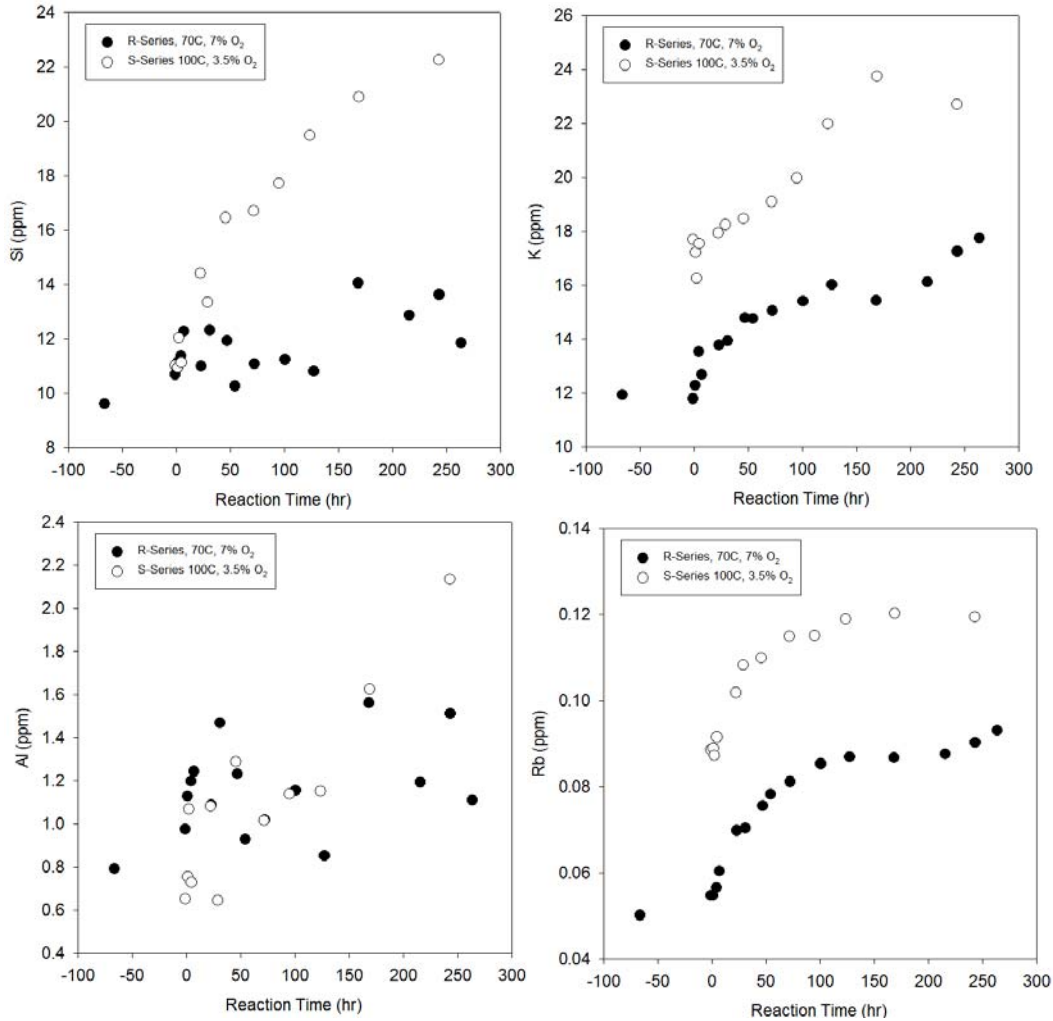 24
22
20
18
16
14
12
10
8
Si (ppm)
R-Series, 70C, 7% O₂
S-Series 100C, 3.5% O₂
-100 -50 0 50 100 150 200 250 300
Reaction Time (hr)
26
24
22
20
18
16
14
12
10
K (ppm)
R-Series, 70C, 7% O₂
S-Series 100C, 3.5% O₂
-100 -50 0 50 100 150 200 250 300
Reaction Time (hr)
2.4
2.2
2.0
1.8
1.6
1.4
1.2
1.0
0.8
0.6
0.4
Al (ppm)
R-Series, 70C, 7% O₂
S-Series 100C, 3.5% O₂
-100 -50 0 50 100 150 200 250 300
Reaction Time (hr)
0.14
0.12
0.10
0.08
0.06
0.04
Rb (ppm)
R-Series, 70C, 7% O₂
S-Series 100C, 3.5% O₂
-100 -50 0 50 100 150 200 250 300
Reaction Time (hr)